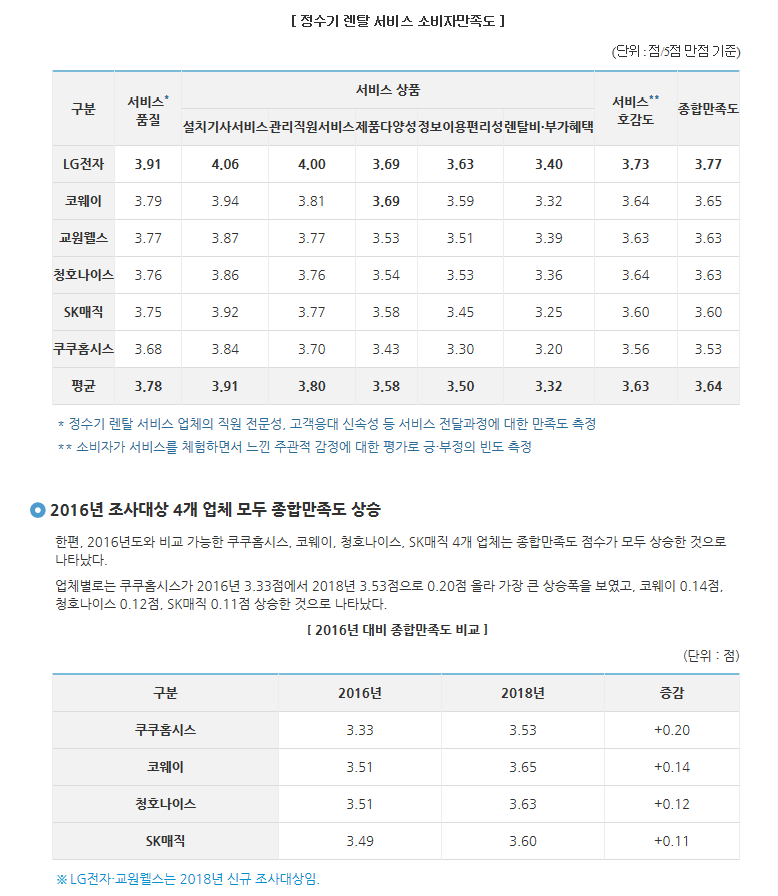 [ 정수기 렌탈 서비스 소비자만족도 ]
(단위 : 점/5점 만점 기준)
구분 서비스* 품질 서비스 상품 서비스** 호감도 종합만족도
설치기사서비스 관리직원서비스 제품다양성 정보이용편리성 렌탈비·부가혜택
LG전자 3.91 4.06 4.00 3.69 3.63 3.40 3.73 3.77
코웨이 3.79 3.94 3.81 3.69 3.59 3.32 3.64 3.65
교원웰스 3.77 3.87 3.77 3.53 3.51 3.39 3.63 3.63
청호나이스 3.76 3.86 3.76 3.54 3.53 3.36 3.64 3.63
SK매직 3.75 3.92 3.77 3.58 3.45 3.25 3.60 3.60
쿠쿠홈시스 3.68 3.84 3.70 3.43 3.30 3.20 3.56 3.53
평균 3.78 3.91 3.80 3.58 3.50 3.32 3.63 3.64
* 정수기 렌탈 서비스 업체의 직원 전문성, 고객응대 신속성 등 서비스 전달과정에 대한 만족도 측정
** 소비자가 서비스를 체험하면서 느낀 주관적 감정에 대한 평가로 긍·부정의 빈도 측정
2016년 조사대상 4개 업체 모두 종합만족도 상승
한편, 2016년도와 비교 가능한 쿠쿠홈시스, 코웨이, 청호나이스, SK매직 4개 업체는 종합만족도 점수가 모두 상승한 것으로
나타났다.
업체별로는 쿠쿠홈시스가 2016년 3.33점에서 2018년 3.53점으로 0.20점 올라 가장 큰 상승폭을 보였고, 코웨이 0.14점,
청호나이스 0.12점, SK매직 0.11점 상승한 것으로 나타났다.
[ 2016년 대비 종합만족도 비교 ]
(단위 : 점)
구분 2016년 2018년 증감
쿠쿠홈시스 3.33 3.53 +0.20
코웨이 3.51 3.65 +0.14
청호나이스 3.51 3.63 +0.12
SK매직 3.49 3.60 +0.11
※ LG전자·교원웰스는 2018년 신규 조사대상임.